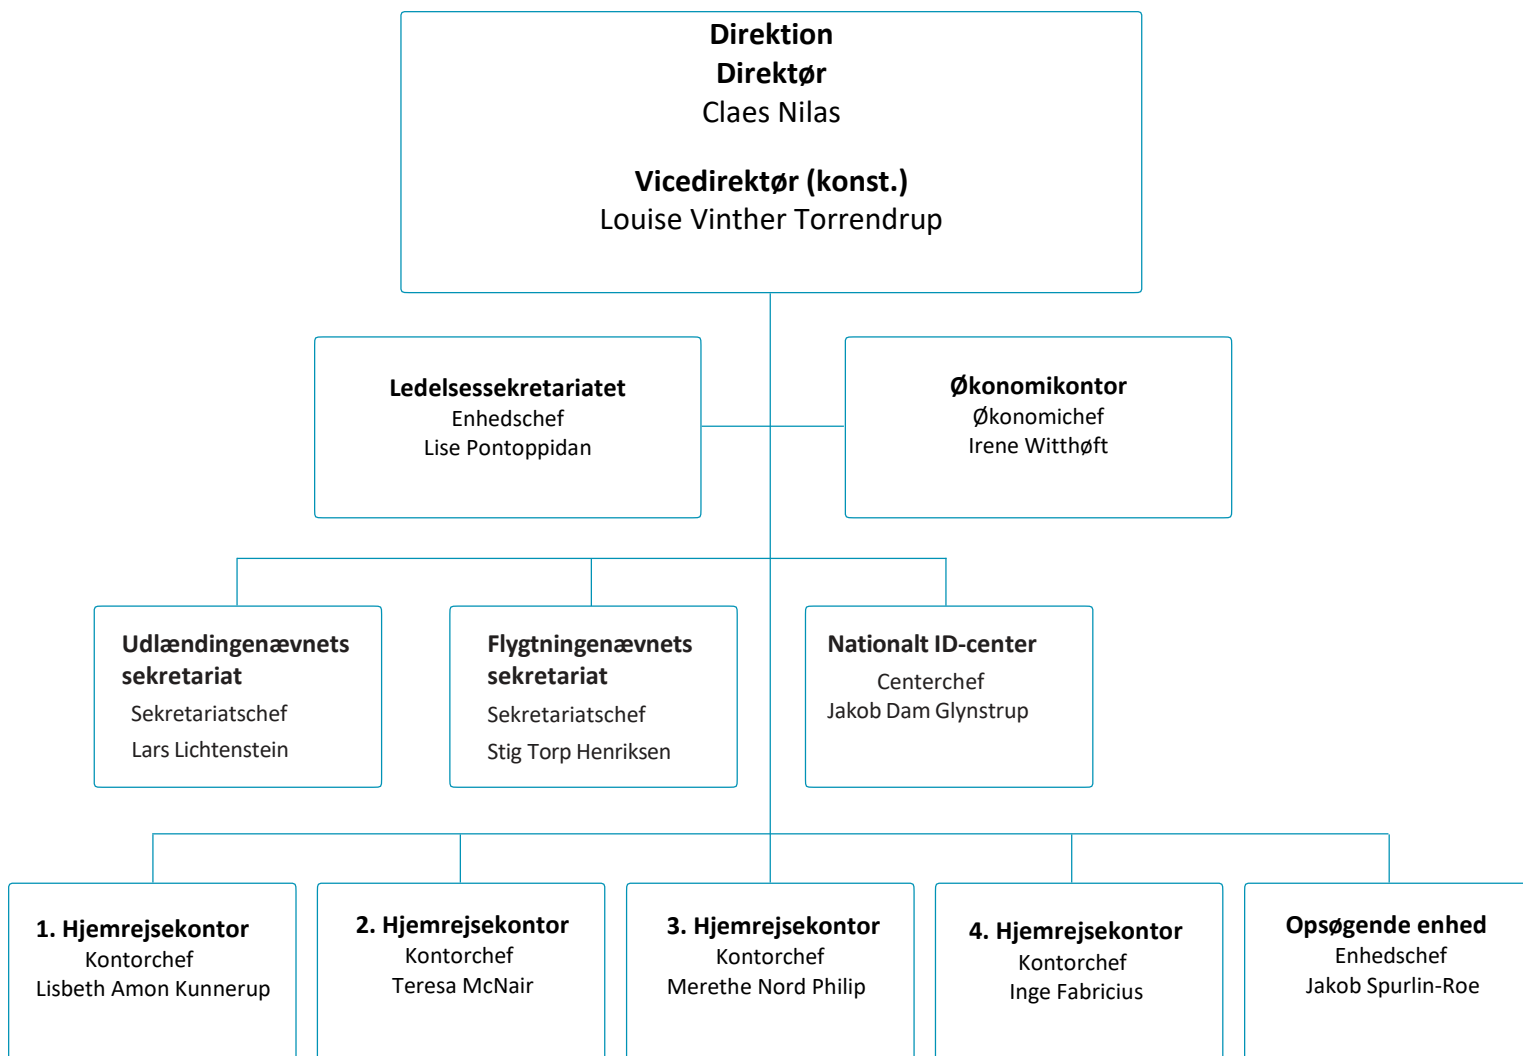 Direktion
Direktør
Claes Nilas
Vicedirektør (konst.)
Louise Vinther Torrendrup
Ledelsessekretariatet
Enhedschef
Lise Pontoppidan
Økonomikontor
Økonomichef
Irene Witthøft
Udlændingenævnets
sekretariat
Sekretariatschef
Lars Lichtenstein
Flygtningenævnets
sekretariat
Sekretariatschef
Stig Torp Henriksen
Nationalt ID-center
Centerchef
Jakob Dam Glynstrup
1. Hjemrejsekontor
Kontorchef
Lisbeth Amon Kunnerup
2. Hjemrejsekontor
Kontorchef
Teresa McNair
3. Hjemrejsekontor
Kontorchef
Merethe Nord Philip
4. Hjemrejsekontor
Kontorchef
Inge Fabricius
Opsøgende enhed
Enhedschef
Jakob Spurlin-Roe